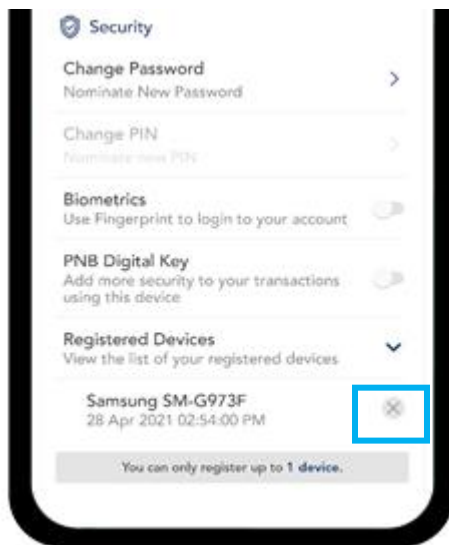 Security
Change Password
Nominate New Password
Change PIN
Nominate new PIN
Biometrics
Use Fingerprint to login to your account
PNB Digital Key
Add more security to your transactions
using this device
Registered Devices
View the list of your registered devices
Samsung SM-G973F
28 Apr 2021 02:54:00 PM
You can only register up to 1 device.